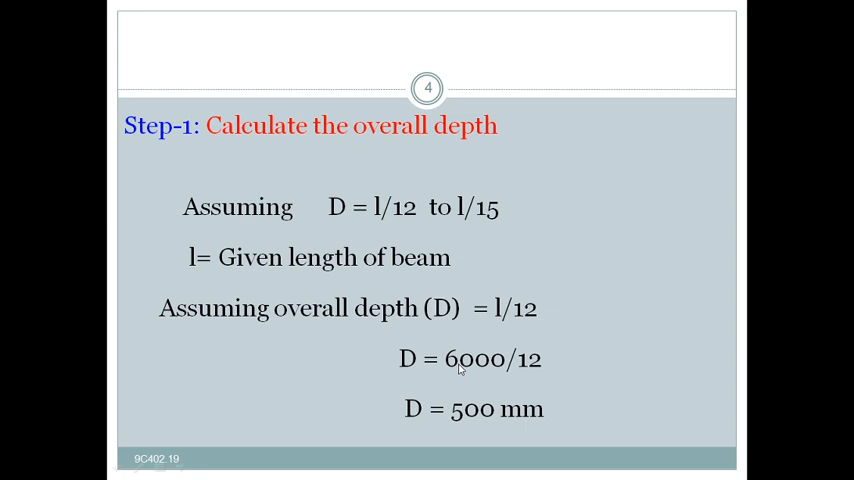 4
Step-1: Calculate the overall depth
Assuming D = l/12 to l/15
l= Given length of beam
Assuming overall depth (D) = l/12
D = 6000/12
D = 500 mm
9C402.19